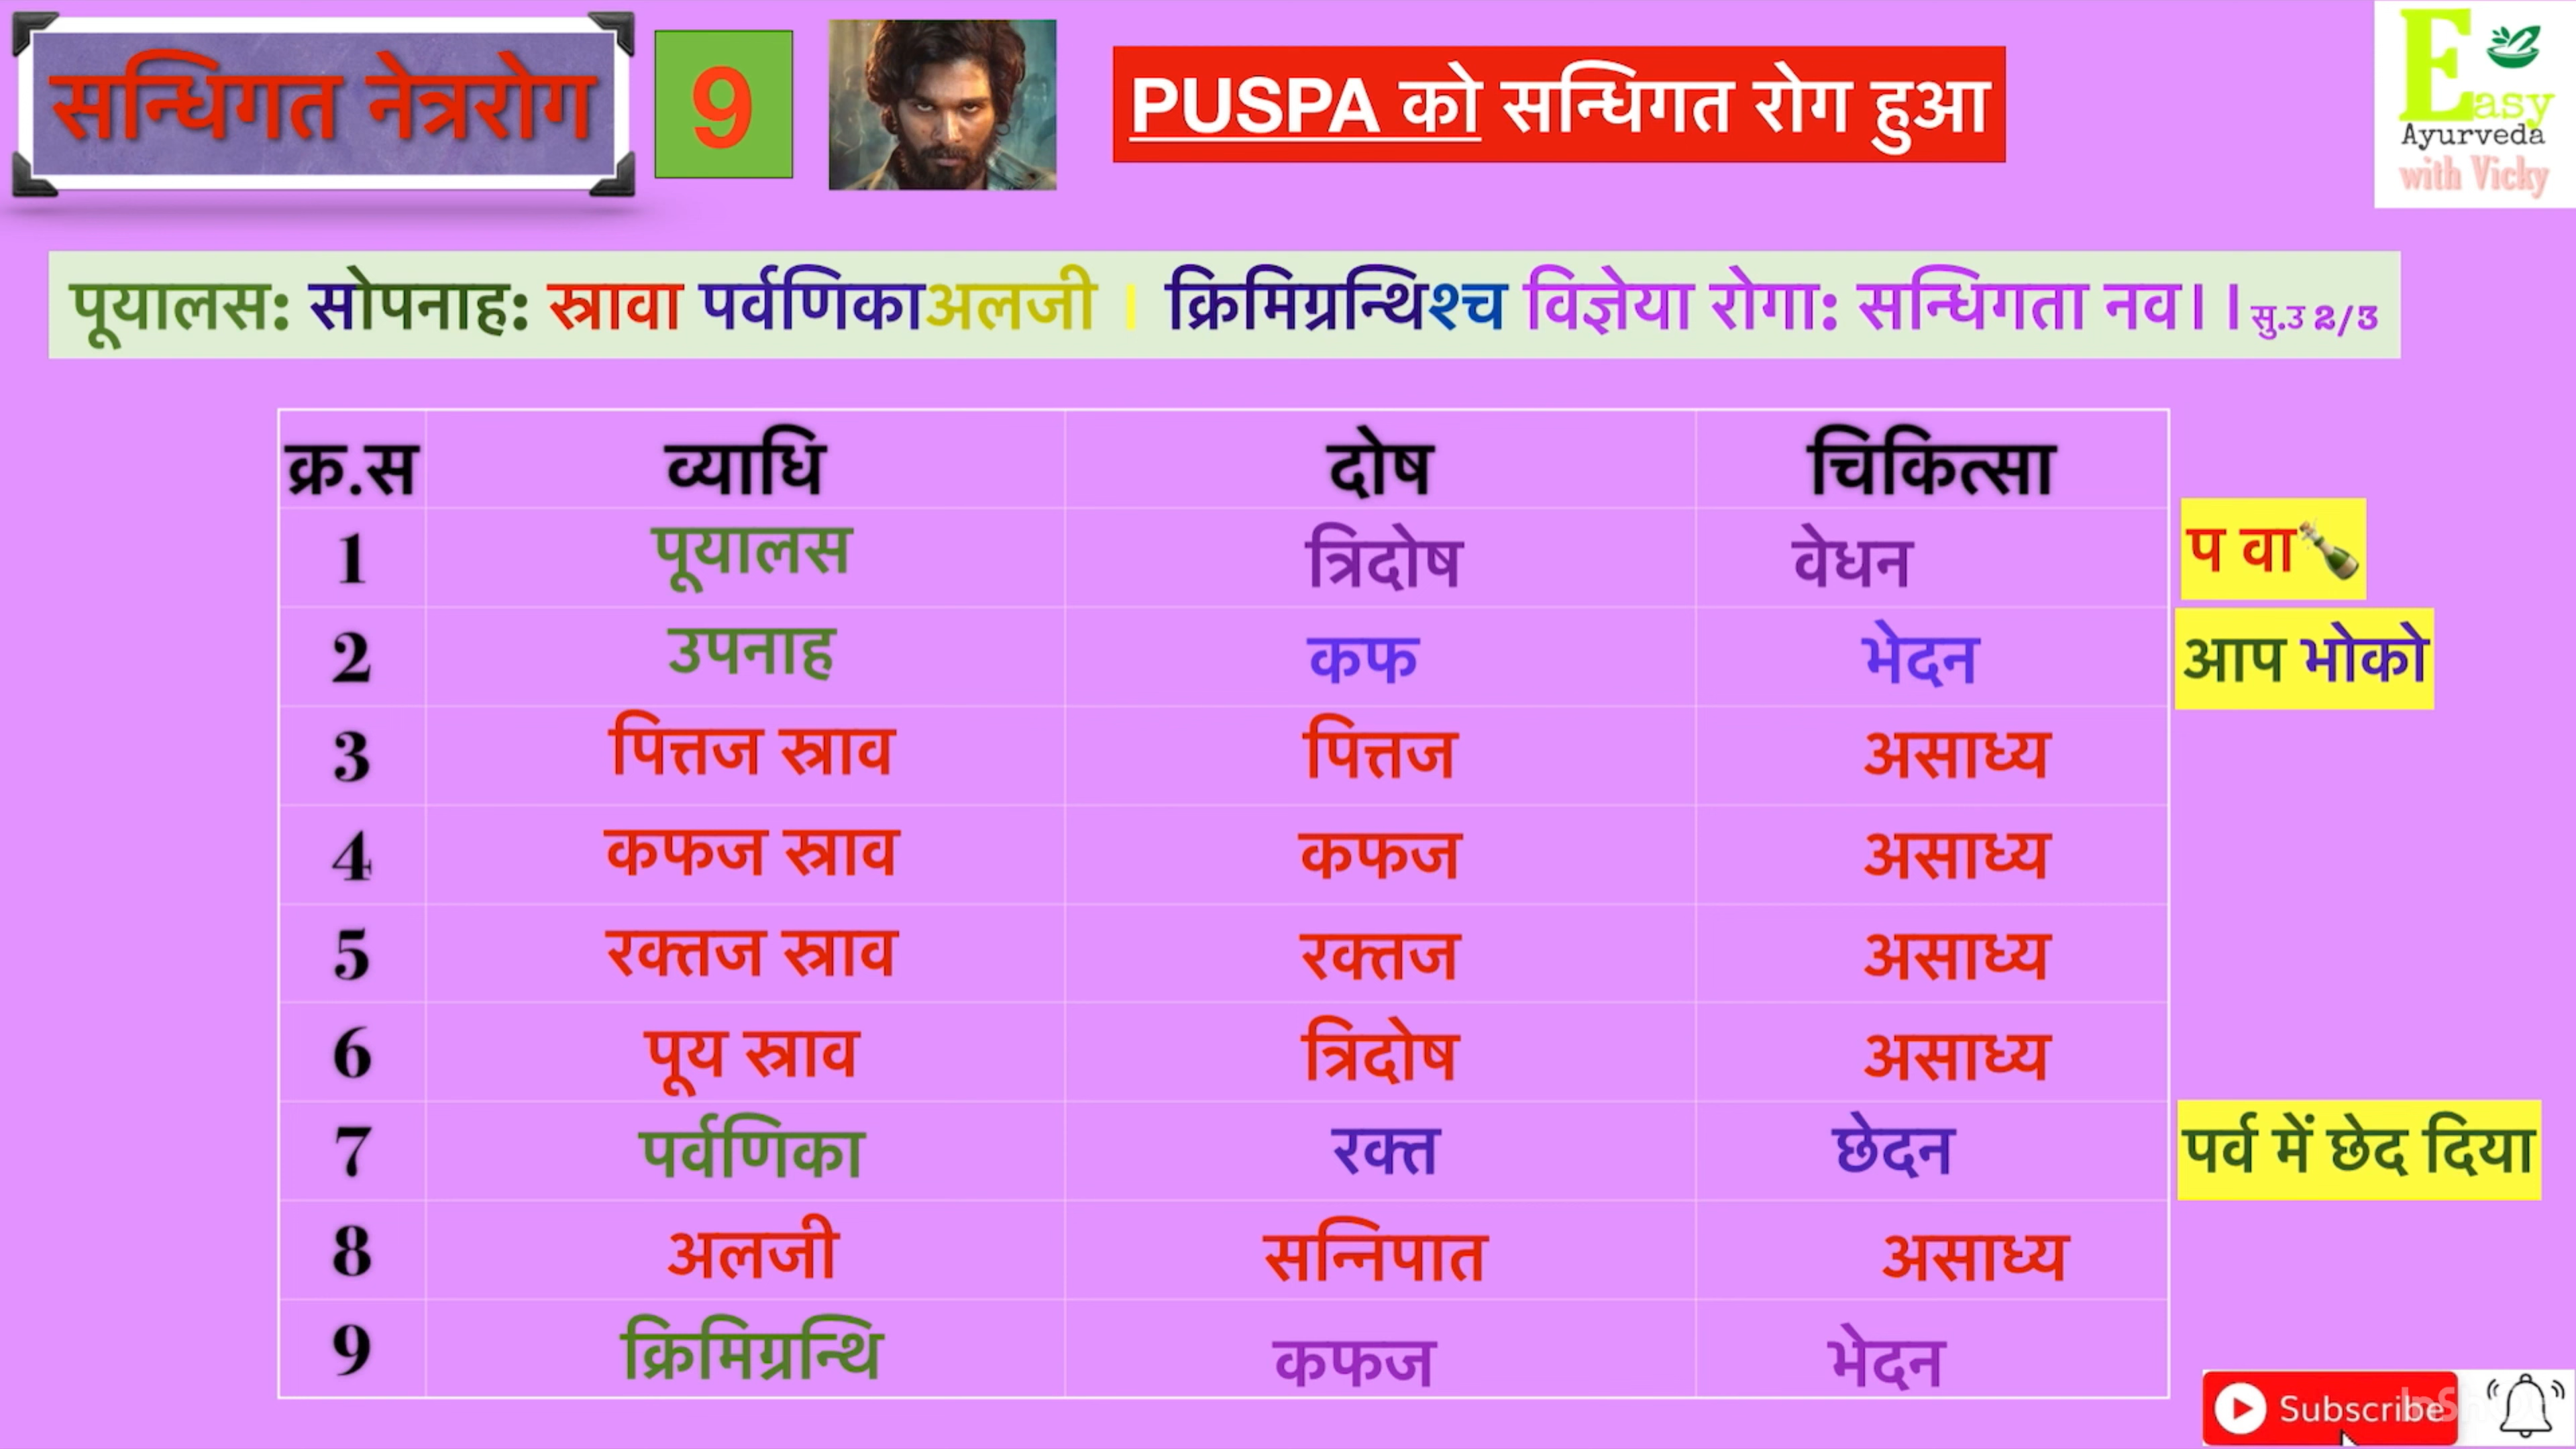 सन्धिगत नेत्ररोग
9
PUSPA को सन्धिगत रोग हुआ
Easy
Ayurveda
with Vicky
पूयालस: सोपनाह: स्रावा पर्वणिकाअलजी । क्रिमिग्रन्थिश्च विज्ञेया रोगा: सन्धिगता नव।। सु.उ 2/3
क्र.स व्याधि दोष चिकित्सा
1 पूयालस त्रिदोष वेधन प वा
2 उपनाह कफ भेदन आप भोको
3 पित्तज स्राव पित्तज असाध्य
4 कफज स्राव कफज असाध्य
5 रक्तज स्राव रक्तज असाध्य
6 पूय स्राव त्रिदोष असाध्य
7 पर्वणिका रक्त छेदन पर्व में छेद दिया
8 अलजी सन्निपात असाध्य
9 क्रिमिग्रन्थि कफज भेदन
Subscribe